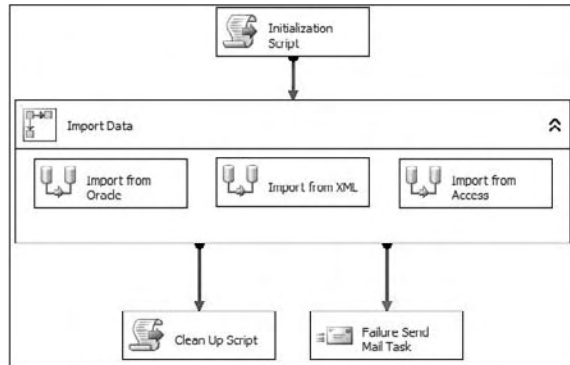 Initialization
Script
Import Data
Import from
Oracle
Import from XML
Import from
Access
Clean Up Script
Failure Send
Mail Task